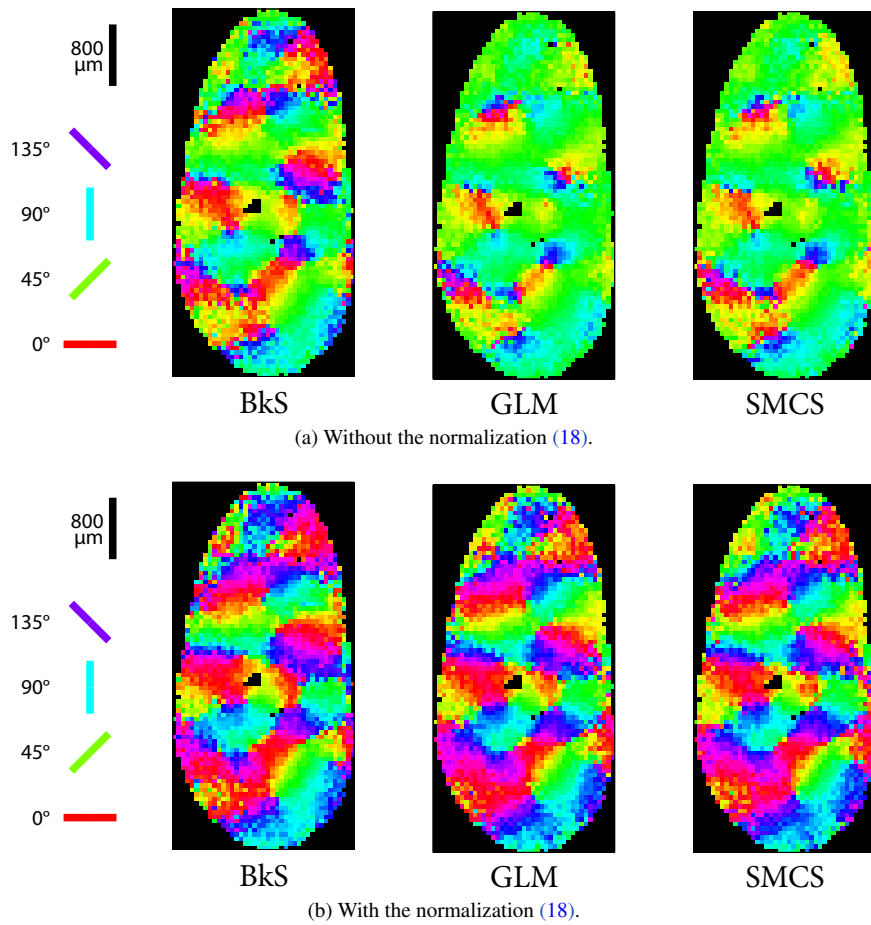 800
µm
135°
90°
45°
0°
BkS GLM SMCS
(a) Without the normalization (18).
800
µm
135°
90°
45°
0°
BkS GLM SMCS
(b) With the normalization (18).